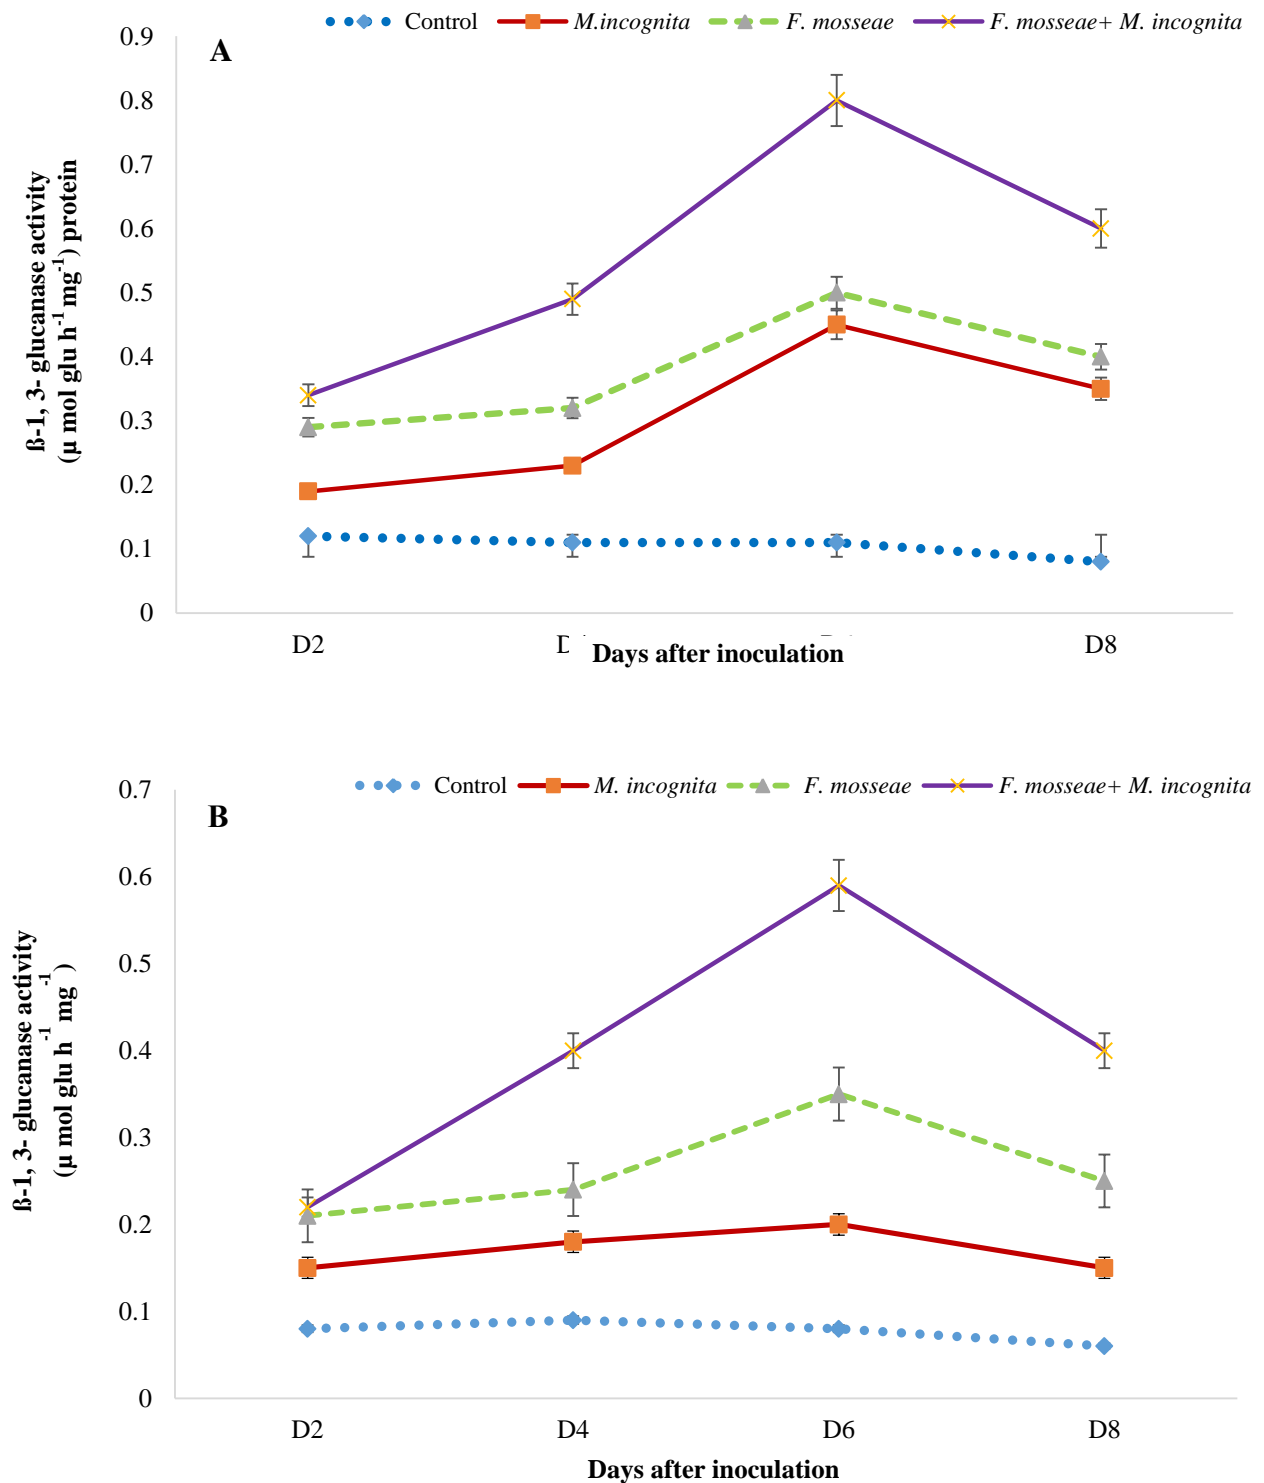 Control M.incognita F. mosseae F. mosseae+ M. incognita
A
0.9
0.8
0.7
0.6
0.5
0.4
0.3
0.2
0.1
0
ß-1, 3- glucanase activity
(µ mol glu h-1 mg-1) protein
D2 D8
Days after inoculation
Control M. incognita F. mosseae F. mosseae+ M. incognita
B
0.7
0.6
0.5
0.4
0.3
0.2
0.1
0
ß-1, 3- glucanase activity
(µ mol glu h-1 mg-1)
D2 D4 D6 D8
Days after inoculation